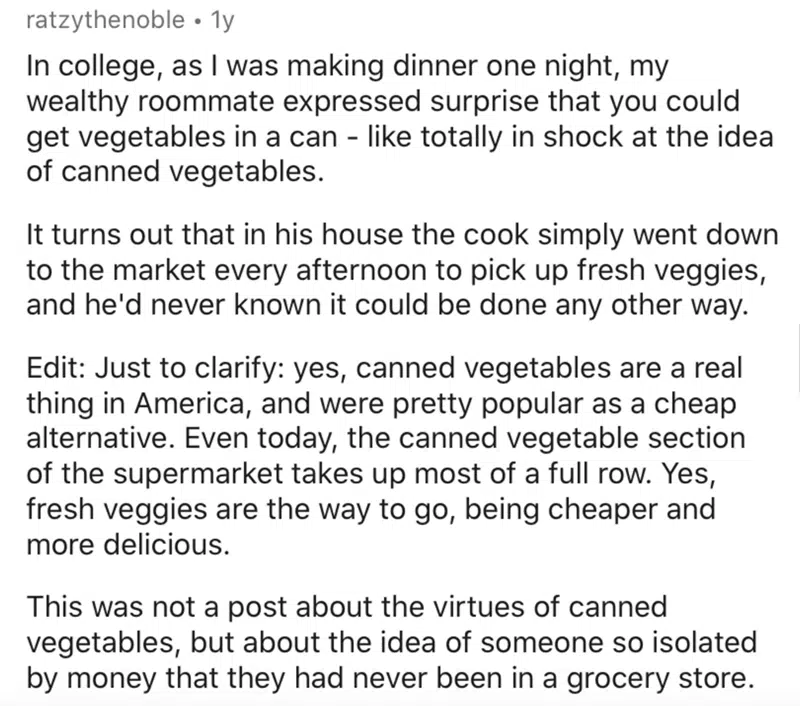 ratzythenoble • 1y
In college, as I was making dinner one night, my
wealthy roommate expressed surprise that you could
get vegetables in a can - like totally in shock at the idea
of canned vegetables.
It turns out that in his house the cook simply went down
to the market every afternoon to pick up fresh veggies,
and he'd never known it could be done any other way.
Edit: Just to clarify: yes, canned vegetables are a real
thing in America, and were pretty popular as a cheap
alternative. Even today, the canned vegetable section
of the supermarket takes up most of a full row. Yes,
fresh veggies are the way to go, being cheaper and
more delicious.
This was not a post about the virtues of canned
vegetables, but about the idea of someone so isolated
by money that they had never been in a grocery store.